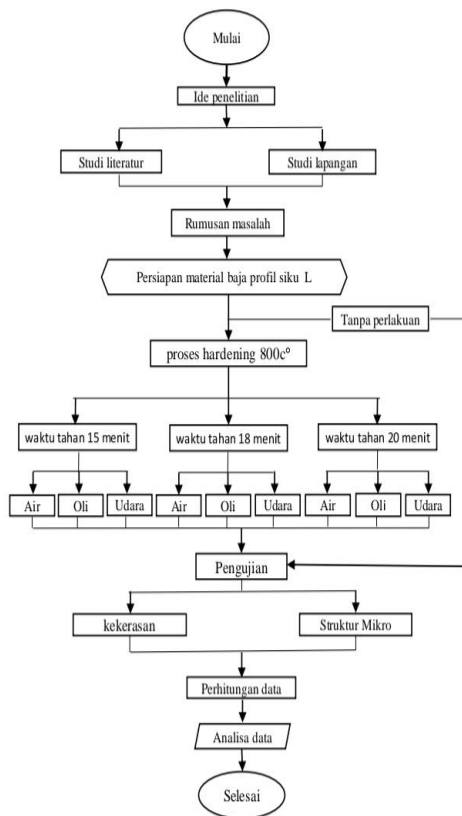 Mulai
Ide penelitian
Studi literatur
Studi lapangan
Rumusan masalah
Persiapan material baja profil siku L
Tanpa perlakuan
proses hardening 800c°
waktu tahan 15 menit
waktu tahan 18 menit
waktu tahan 20 menit
Air
Oli
Udara
Air
Oli
Udara
Air
Oli
Udara
Pengujian
kekerasan
Struktur Mikro
Perhitungan data
Analisa data
Selesai